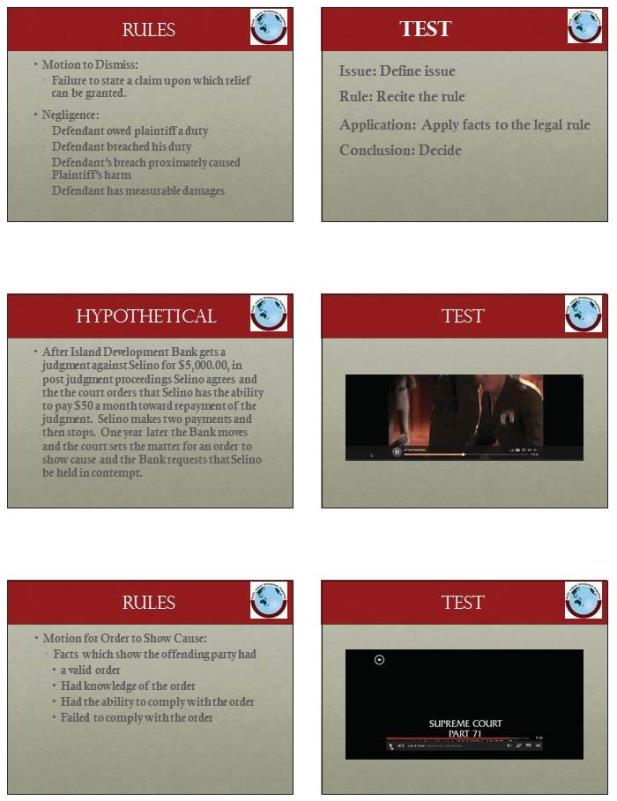 RULES
• Motion to Dismiss:
Failure to state a claim upon which relief
can be granted.
• Negligence:
Defendant owed plaintiff a duty
Defendant breached his duty
Defendant's breach proximately caused
Plaintiff's harm
Defendant has measurable damages
TEST
Issue: Define issue
Rule: Recite the rule
Application: Apply facts to the legal rule
Conclusion: Decide
HYPOTHETICAL
• After Island Development Bank gets a
judgment against Selino for $5,000.00, in
post judgment proceedings Selino agrees and
the the court orders that Selino has the ability
to pay $50 a month toward repayment of the
judgment. Selino makes two payments and
then stops. One year later the Bank moves
and the court sets the matter for an order to
show cause and the Bank requests that Selino
be held in contempt.
TEST
RULES
• Motion for Order to Show Cause:
Facts which show the offending party had
• a valid order
• Had knowledge of the order
• Had the ability to comply with the order
• Failed to comply with the order
TEST
SUPREME COURT
PART 71